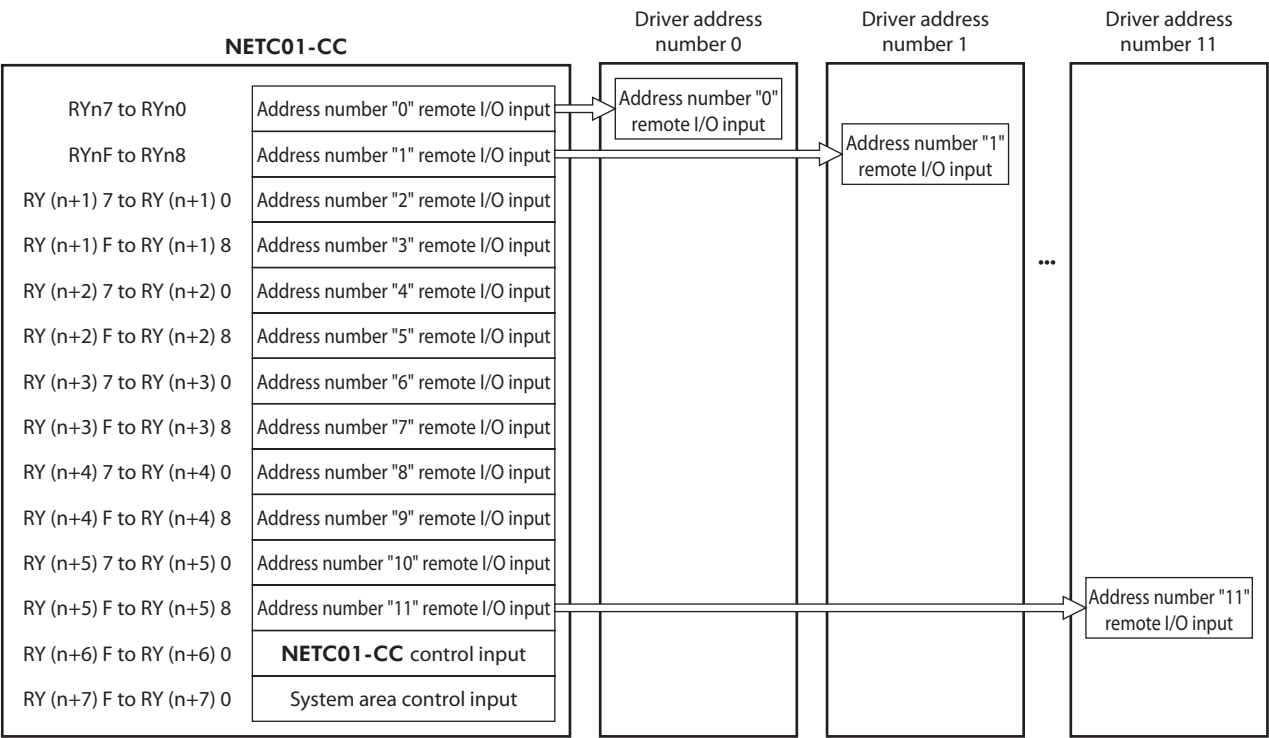 Driver address
number 0
Driver address
number 1
Driver address
number 11
NETC01-CC
RYn7 to RYn0
Address number "0" remote I/O input
Address number "0"
remote I/O input
RYnF to RYn8
Address number "1" remote I/O input
Address number "1"
remote I/O input
RY (n+1) 7 to RY (n+1) 0
Address number "2" remote I/O input
RY (n+1) F to RY (n+1) 8
Address number "3" remote I/O input
...
RY (n+2) 7 to RY (n+2) 0
Address number "4" remote I/O input
RY (n+2) F to RY (n+2) 8
Address number "5" remote I/O input
RY (n+3) 7 to RY (n+3) 0
Address number "6" remote I/O input
RY (n+3) F to RY (n+3) 8
Address number "7" remote I/O input
RY (n+4) 7 to RY (n+4) 0
Address number "8" remote I/O input
RY (n+4) F to RY (n+4) 8
Address number "9" remote I/O input
RY (n+5) 7 to RY (n+5) 0
Address number "10" remote I/O input
RY (n+5) F to RY (n+5) 8
Address number "11" remote I/O input
Address number "11"
remote I/O input
RY (n+6) F to RY (n+6) 0
NETC01-CC control input
RY (n+7) F to RY (n+7) 0
System area control input